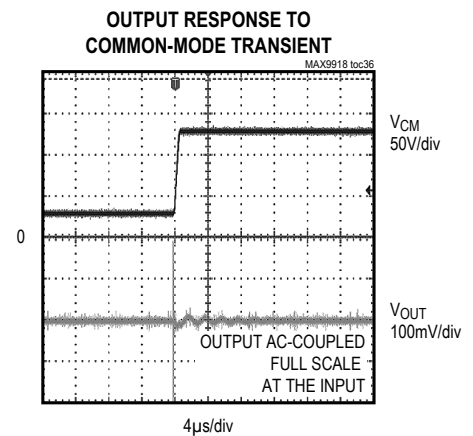 OUTPUT RESPONSE TO
COMMON-MODE TRANSIENT
MAX9918 toc36
VCM
50V/div
0
VOUT
100mV/div
OUTPUT AC-COUPLED
FULL SCALE
AT THE INPUT
4µs/div